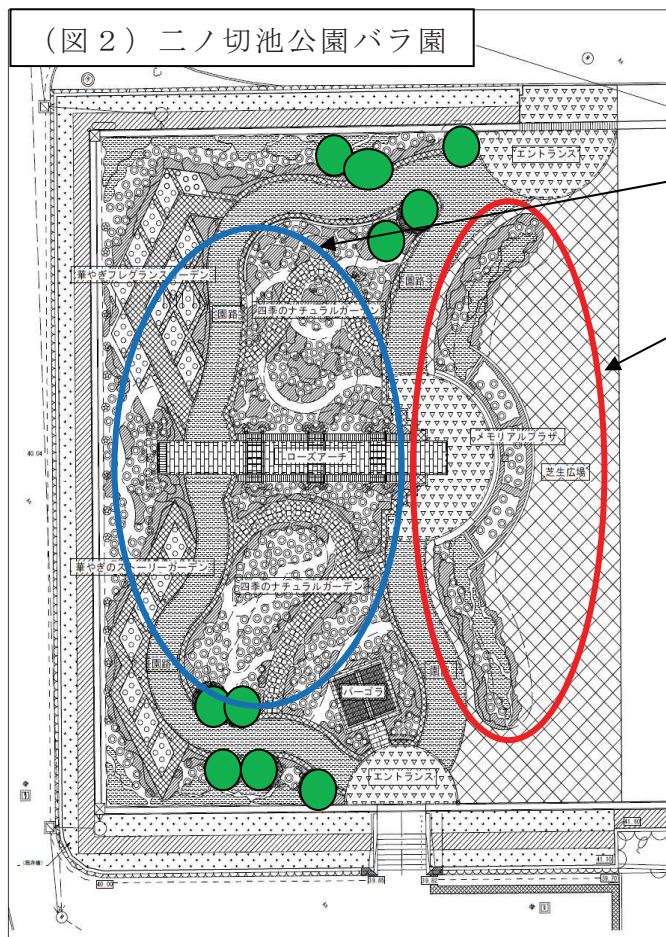 （図２）二ノ切池公園バラ園
エントランス
華やぎフレグランスガーデン
園路
四季のナチュラルガーデン
園路
メモリアルプラザ
ローズアーチ
芝生広場
40.04
華やぎのストーリーガーデン
四季のナチュラルガーデン
園路
パーゴラ
エントランス
1
41.10
40.00
1